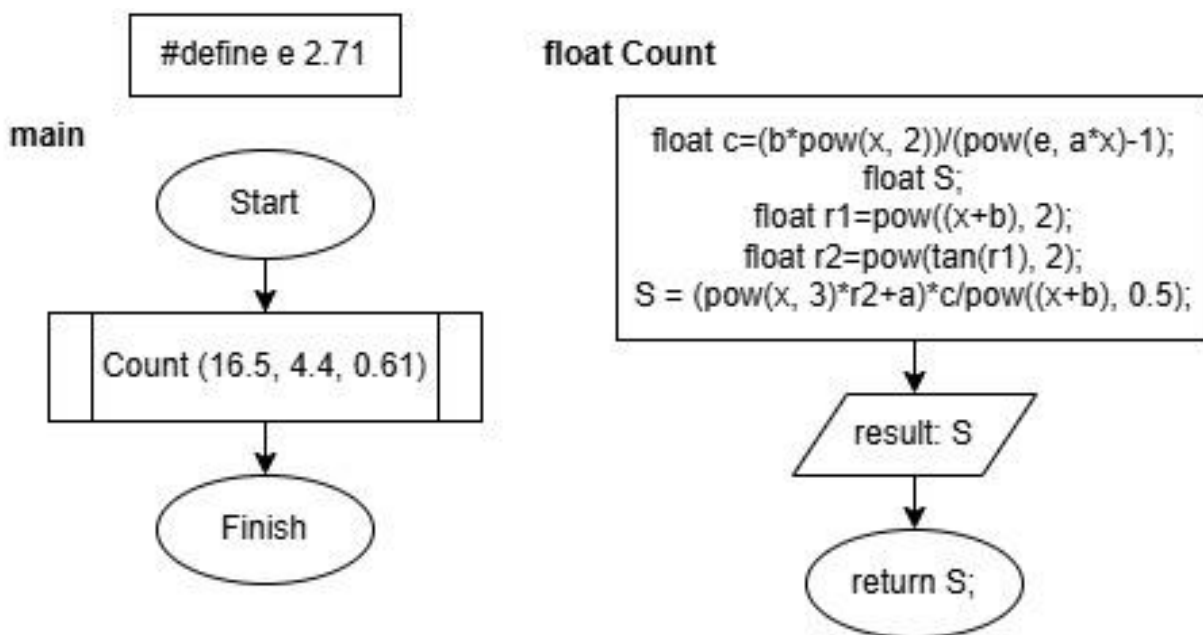 #define e 2.71
main
Start
Count (16.5, 4.4, 0.61)
Finish
float Count
float c=(b*pow(x, 2))/(pow(e, a*x)-1);
float S;
float r1=pow((x+b), 2);
float r2=pow(tan(r1), 2);
S = (pow(x, 3)*r2+a)*c/pow((x+b), 0.5);
result: S
return S;